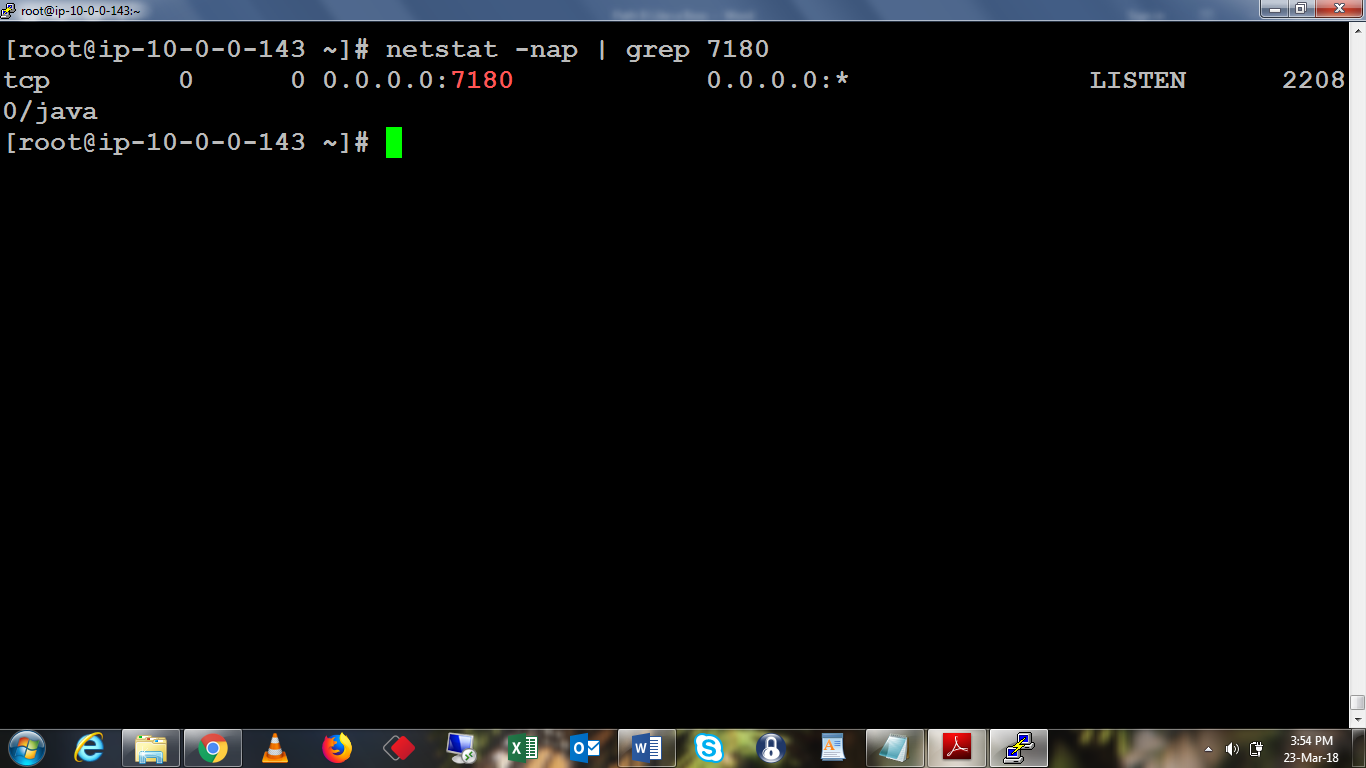 root@ip-10-0-0-143:~
[root@ip-10-0-0-143 ~]# netstat -nap | grep 7180
tcp        0      0 0.0.0.0:7180            0.0.0.0:*               LISTEN      2208
0/java
[root@ip-10-0-0-143 ~]#
3:54 PM
23-Mar-18